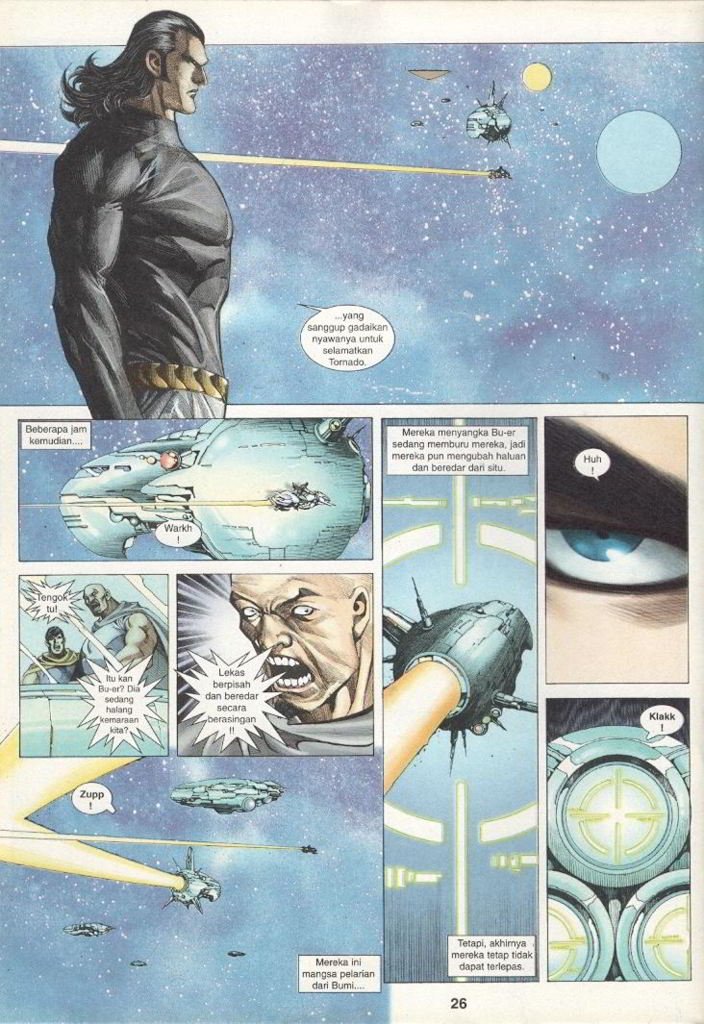 ...yang
sanggup gadaikan
nyawanya untuk
selamatkan
Tornado.
Beberapa jam
kemudian....
Warkh
!
Tengok
tu!
Itu kan
Bu-er? Dia
sedang
halang
kemaraan
kita?
Lekas
berpisah
dan beredar
secara
berasingan
!!
Zupp
!
Mereka ini
mangsa pelarian
dari Bumi....
Mereka menyangka Bu-er
sedang memburu mereka, jadi
mereka pun mengubah haluan
dan beredar dari situ.
Tetapi, akhirnya
mereka tetap tidak
dapat terlepas.
Huh
!
Klakk
!
26